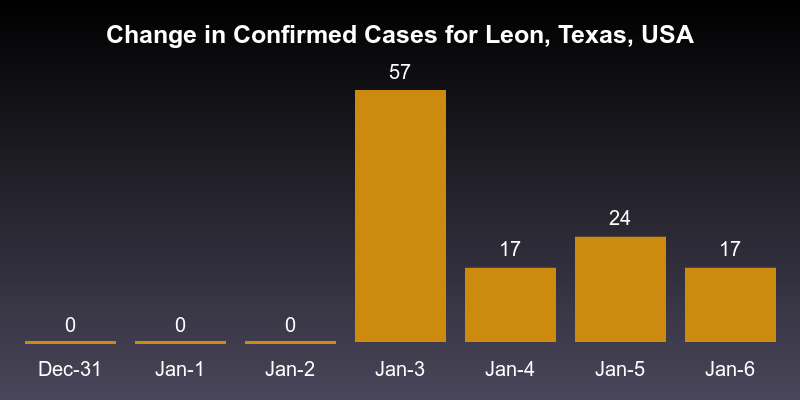 Change in Confirmed Cases for Leon, Texas, USA
57
24
17
17
0
0
0
Dec-31
Jan-1
Jan-2
Jan-3
Jan-4
Jan-5
Jan-6